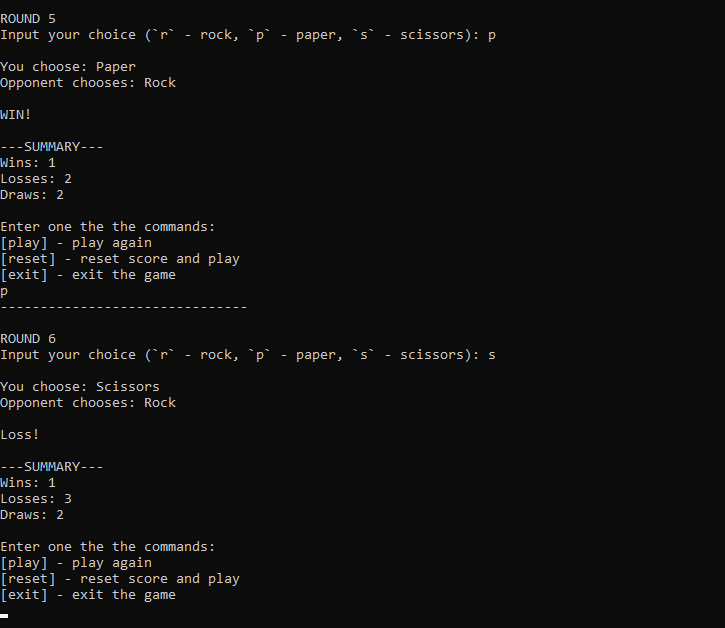 ROUND 5
Input your choice (`r` - rock, `p` - paper, `s` - scissors): p
You choose: Paper
Opponent chooses: Rock
WIN!
---SUMMARY---
Wins: 1
Losses: 2
Draws: 2
Enter one the the commands:
[play] - play again
[reset] - reset score and play
[exit] - exit the game
p
-------------------------------
ROUND 6
Input your choice (`r` - rock, `p` - paper, `s` - scissors): s
You choose: Scissors
Opponent chooses: Rock
Loss!
---SUMMARY---
Wins: 1
Losses: 3
Draws: 2
Enter one the the commands:
[play] - play again
[reset] - reset score and play
[exit] - exit the game